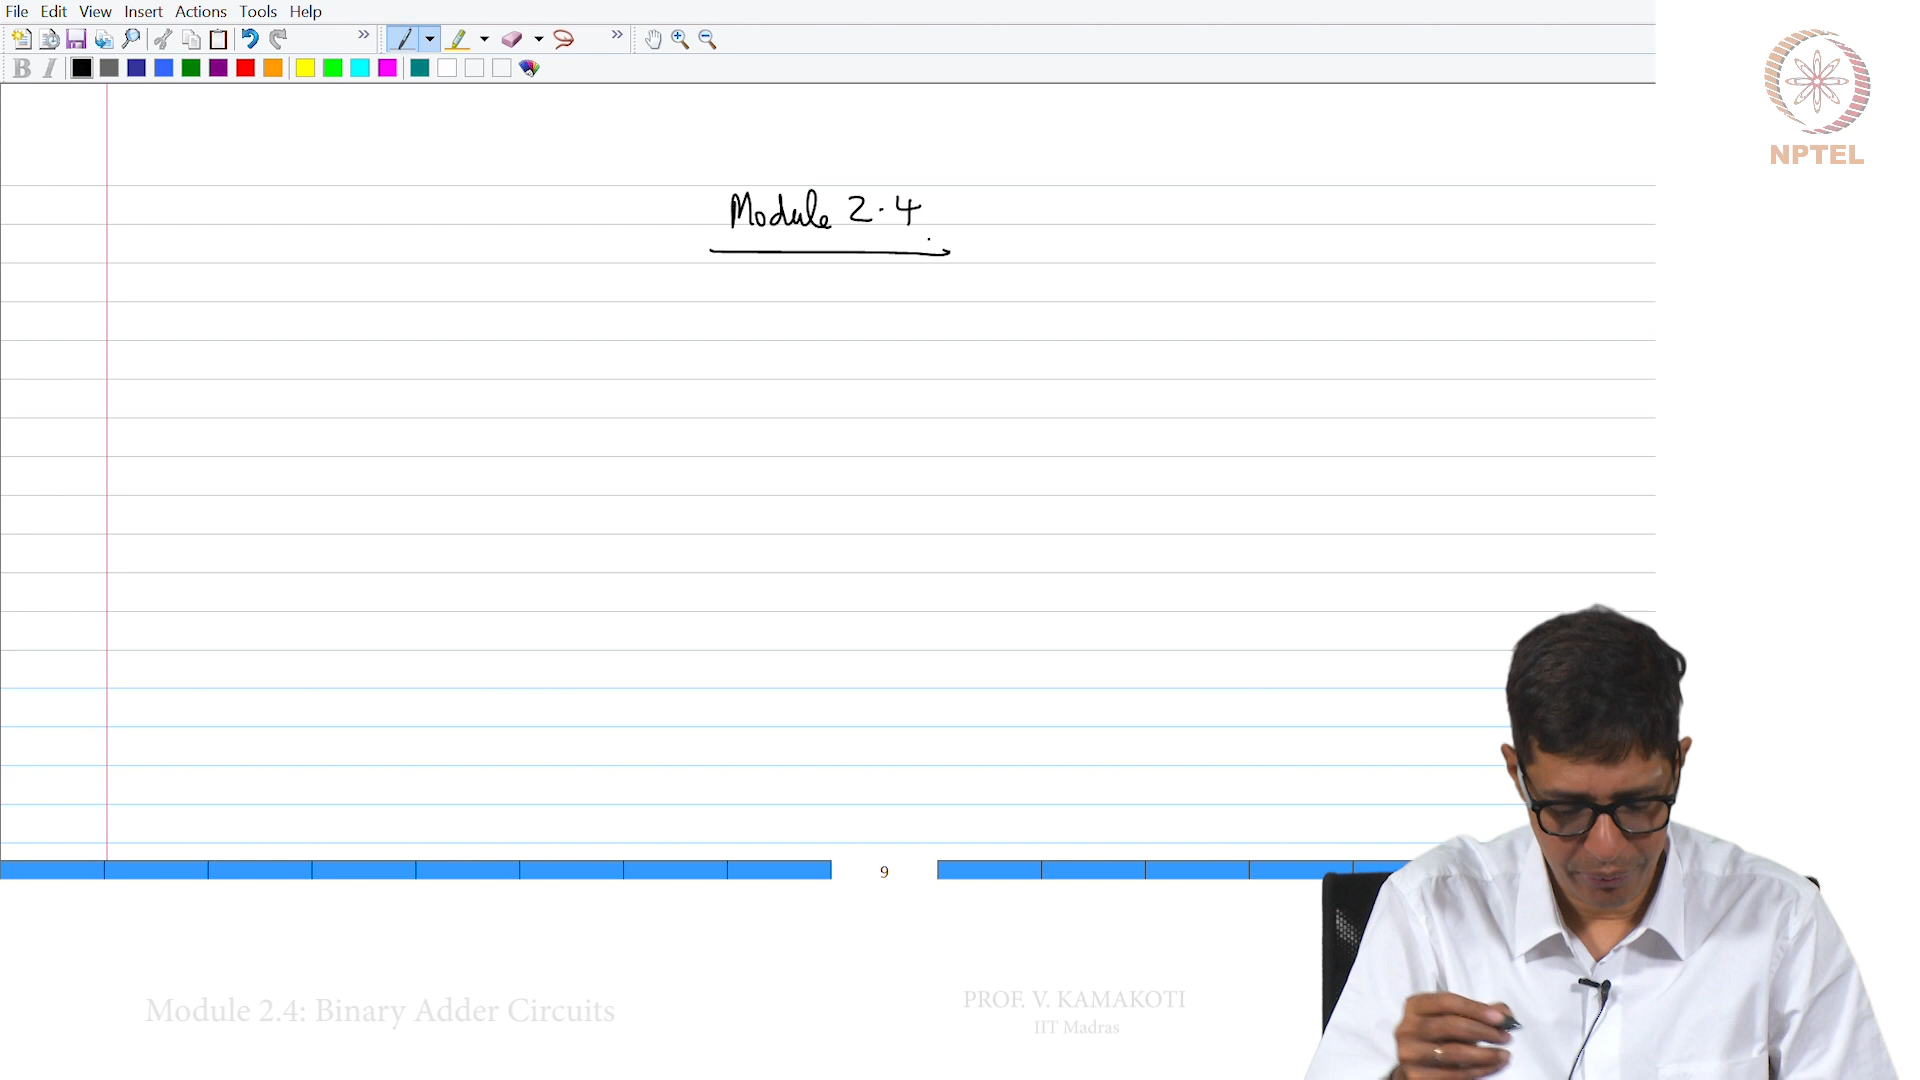 File Edit View Insert Actions Tools Help
B I
NPTEL
Module 2.4
9
Module 2.4: Binary Adder Circuits
PROF. V. KAMAKOTI
IIT Madras